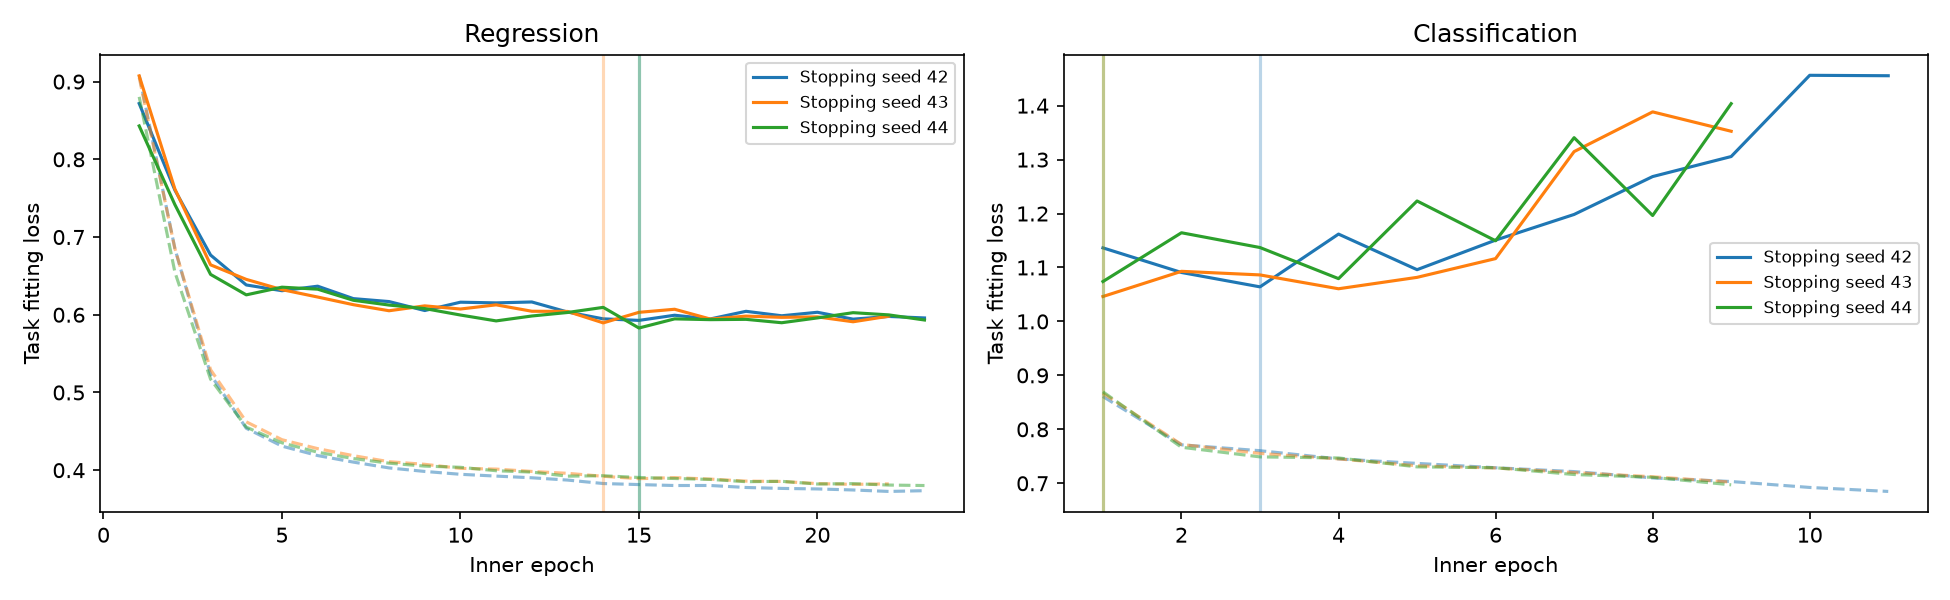 Regression
Task fitting loss
0.9
0.8
0.7
0.6
0.5
0.4
Stopping seed 42
Stopping seed 43
Stopping seed 44
0 5 10 15 20
Inner epoch
Classification
Task fitting loss
1.4
1.3
1.2
1.1
1.0
0.9
0.8
0.7
Stopping seed 42
Stopping seed 43
Stopping seed 44
2 4 6 8 10
Inner epoch